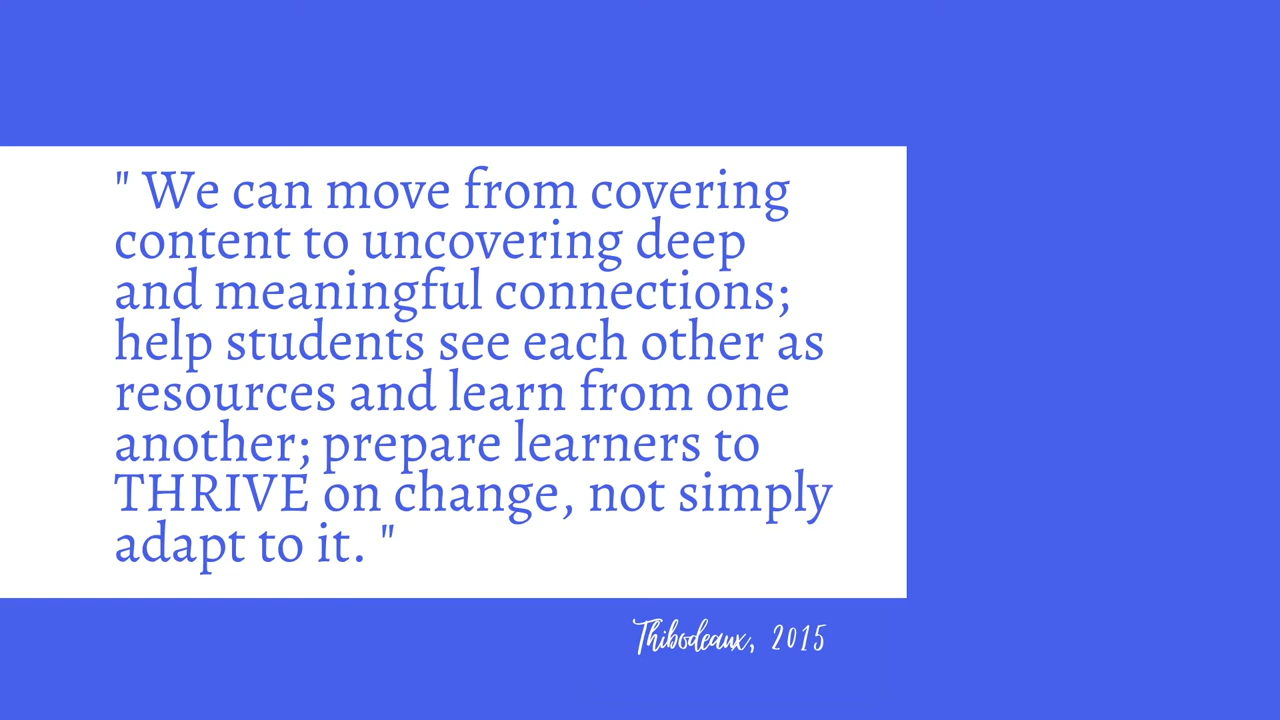 " We can move from covering
content to uncovering deep
and meaningful connections;
help students see each other as
resources and learn from one
another; prepare learners to
THRIVE on change, not simply
adapt to it. "
Thibodeaux, 2015